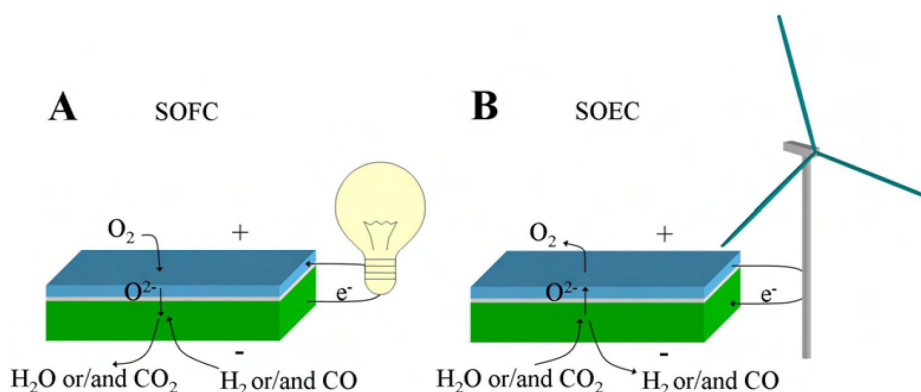 A SOFC
O₂ +
O²⁻ e⁻
-
H₂O or/and CO₂ H₂ or/and CO
B SOEC
O₂ +
O²⁻ e⁻
-
H₂O or/and CO₂ H₂ or/and CO